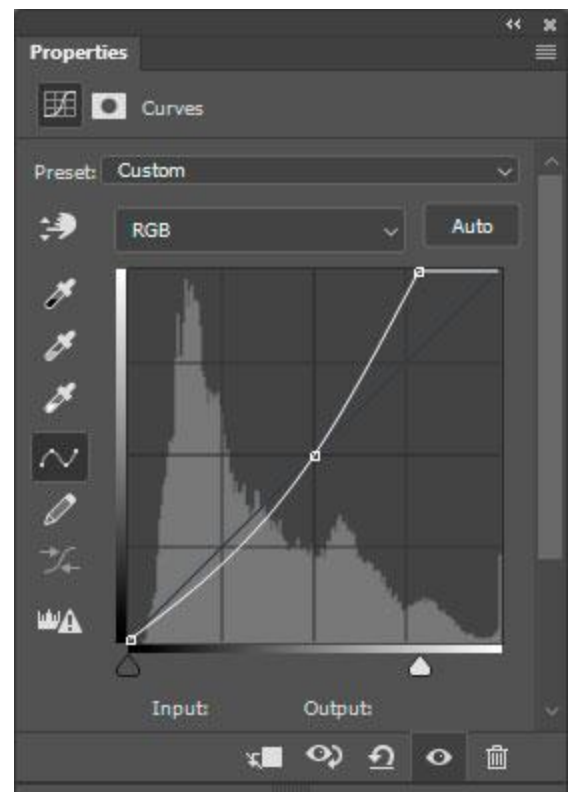 Properties
Curves
Preset: Custom
RGB
Auto
Input:
Output: